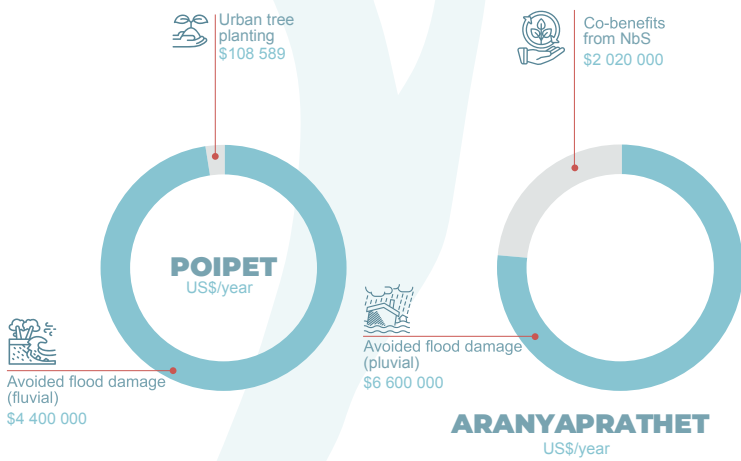 Urban tree
planting
$108 589
POIPET
US$/year
Avoided flood damage
(fluvial)
$4 400 000
Co-benefits
from NbS
$2 020 000
Avoided flood damage
(pluvial)
$6 600 000
ARANYAPRATHET
US$/year